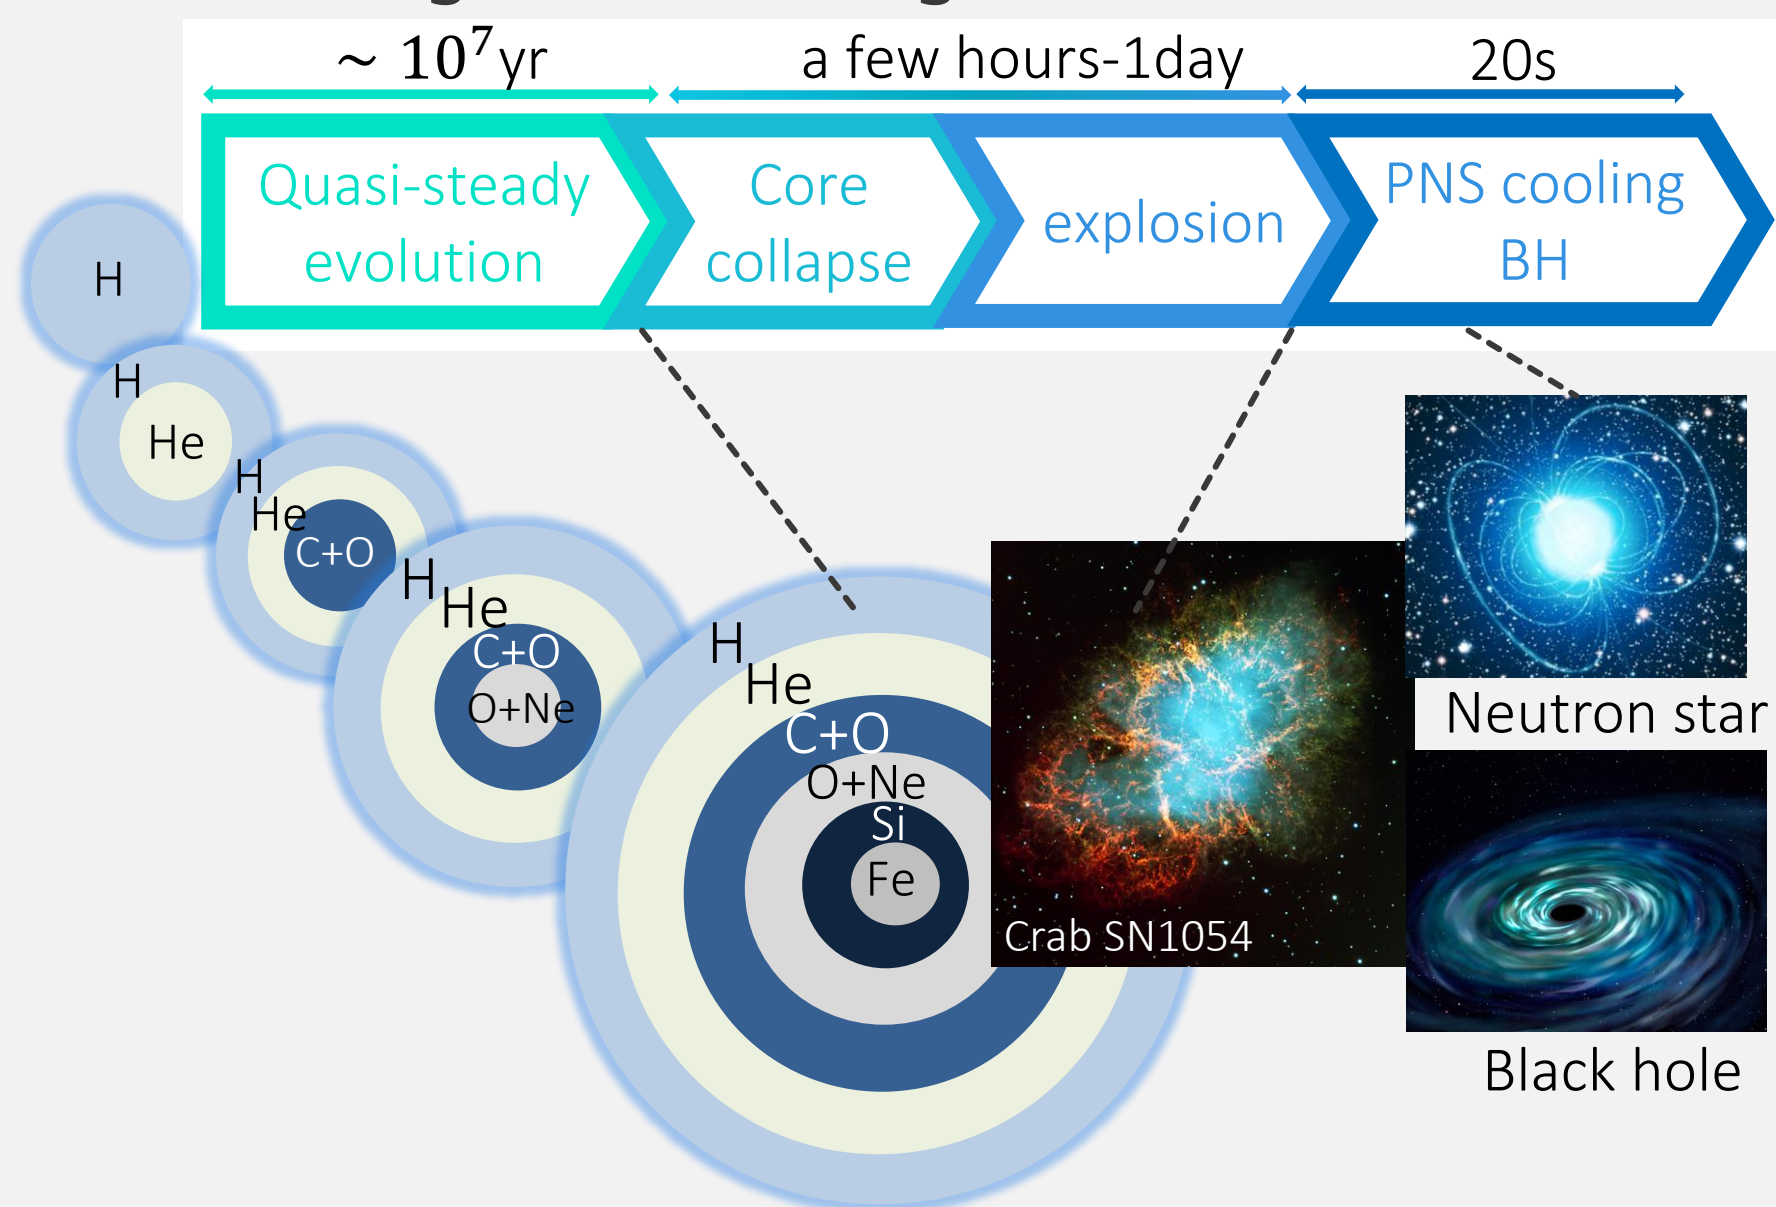 ~ 10⁷yr
a few hours-1day
20s
Quasi-steady
evolution
Core
collapse
explosion
PNS cooling
BH
H
H
He
H
He
C+O
H
He
C+O
O+Ne
H
He
C+O
O+Ne
Si
Fe
Crab SN1054
Neutron star
Black hole